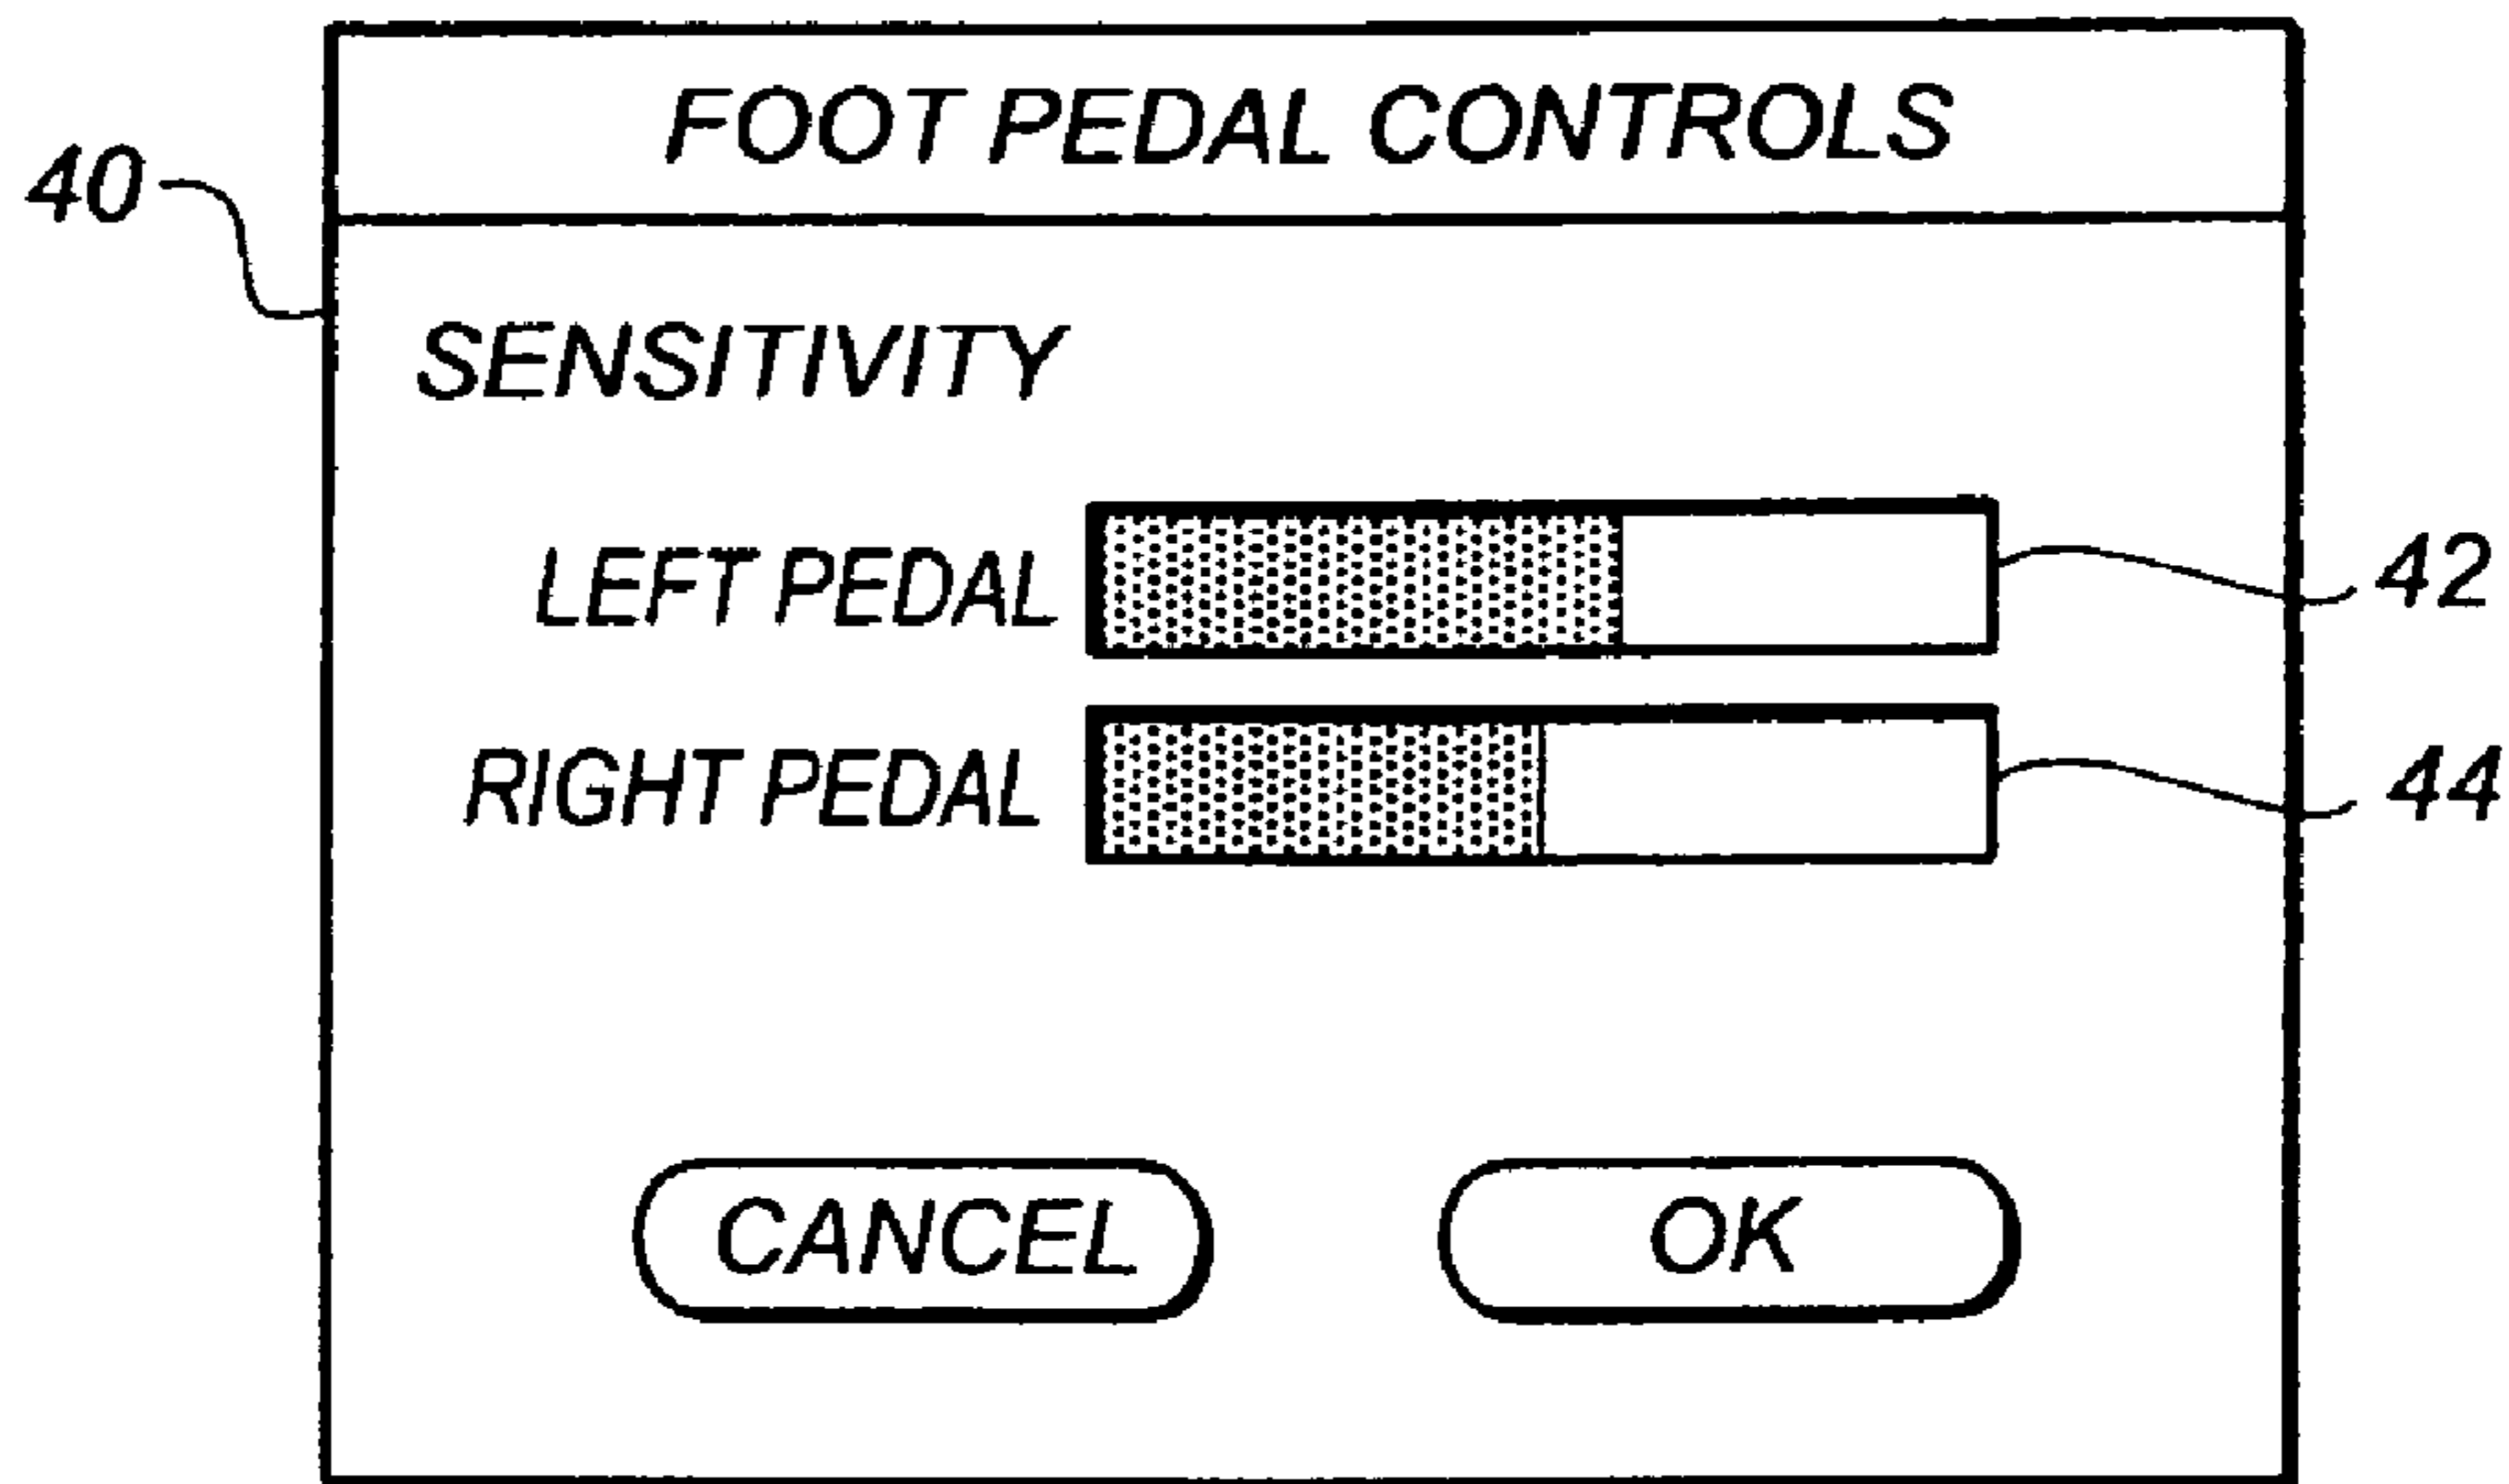 FOOT PEDAL CONTROLS
40
SENSITIVITY
LEFT PEDAL 42
RIGHT PEDAL 44
CANCEL OK